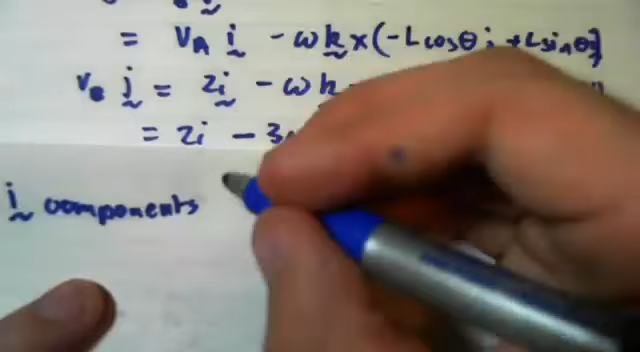 = V_A i - ωk × (-L cosθ i + L sinθ j)
v_B j = 2i - ωk
= 2i - 3
i components